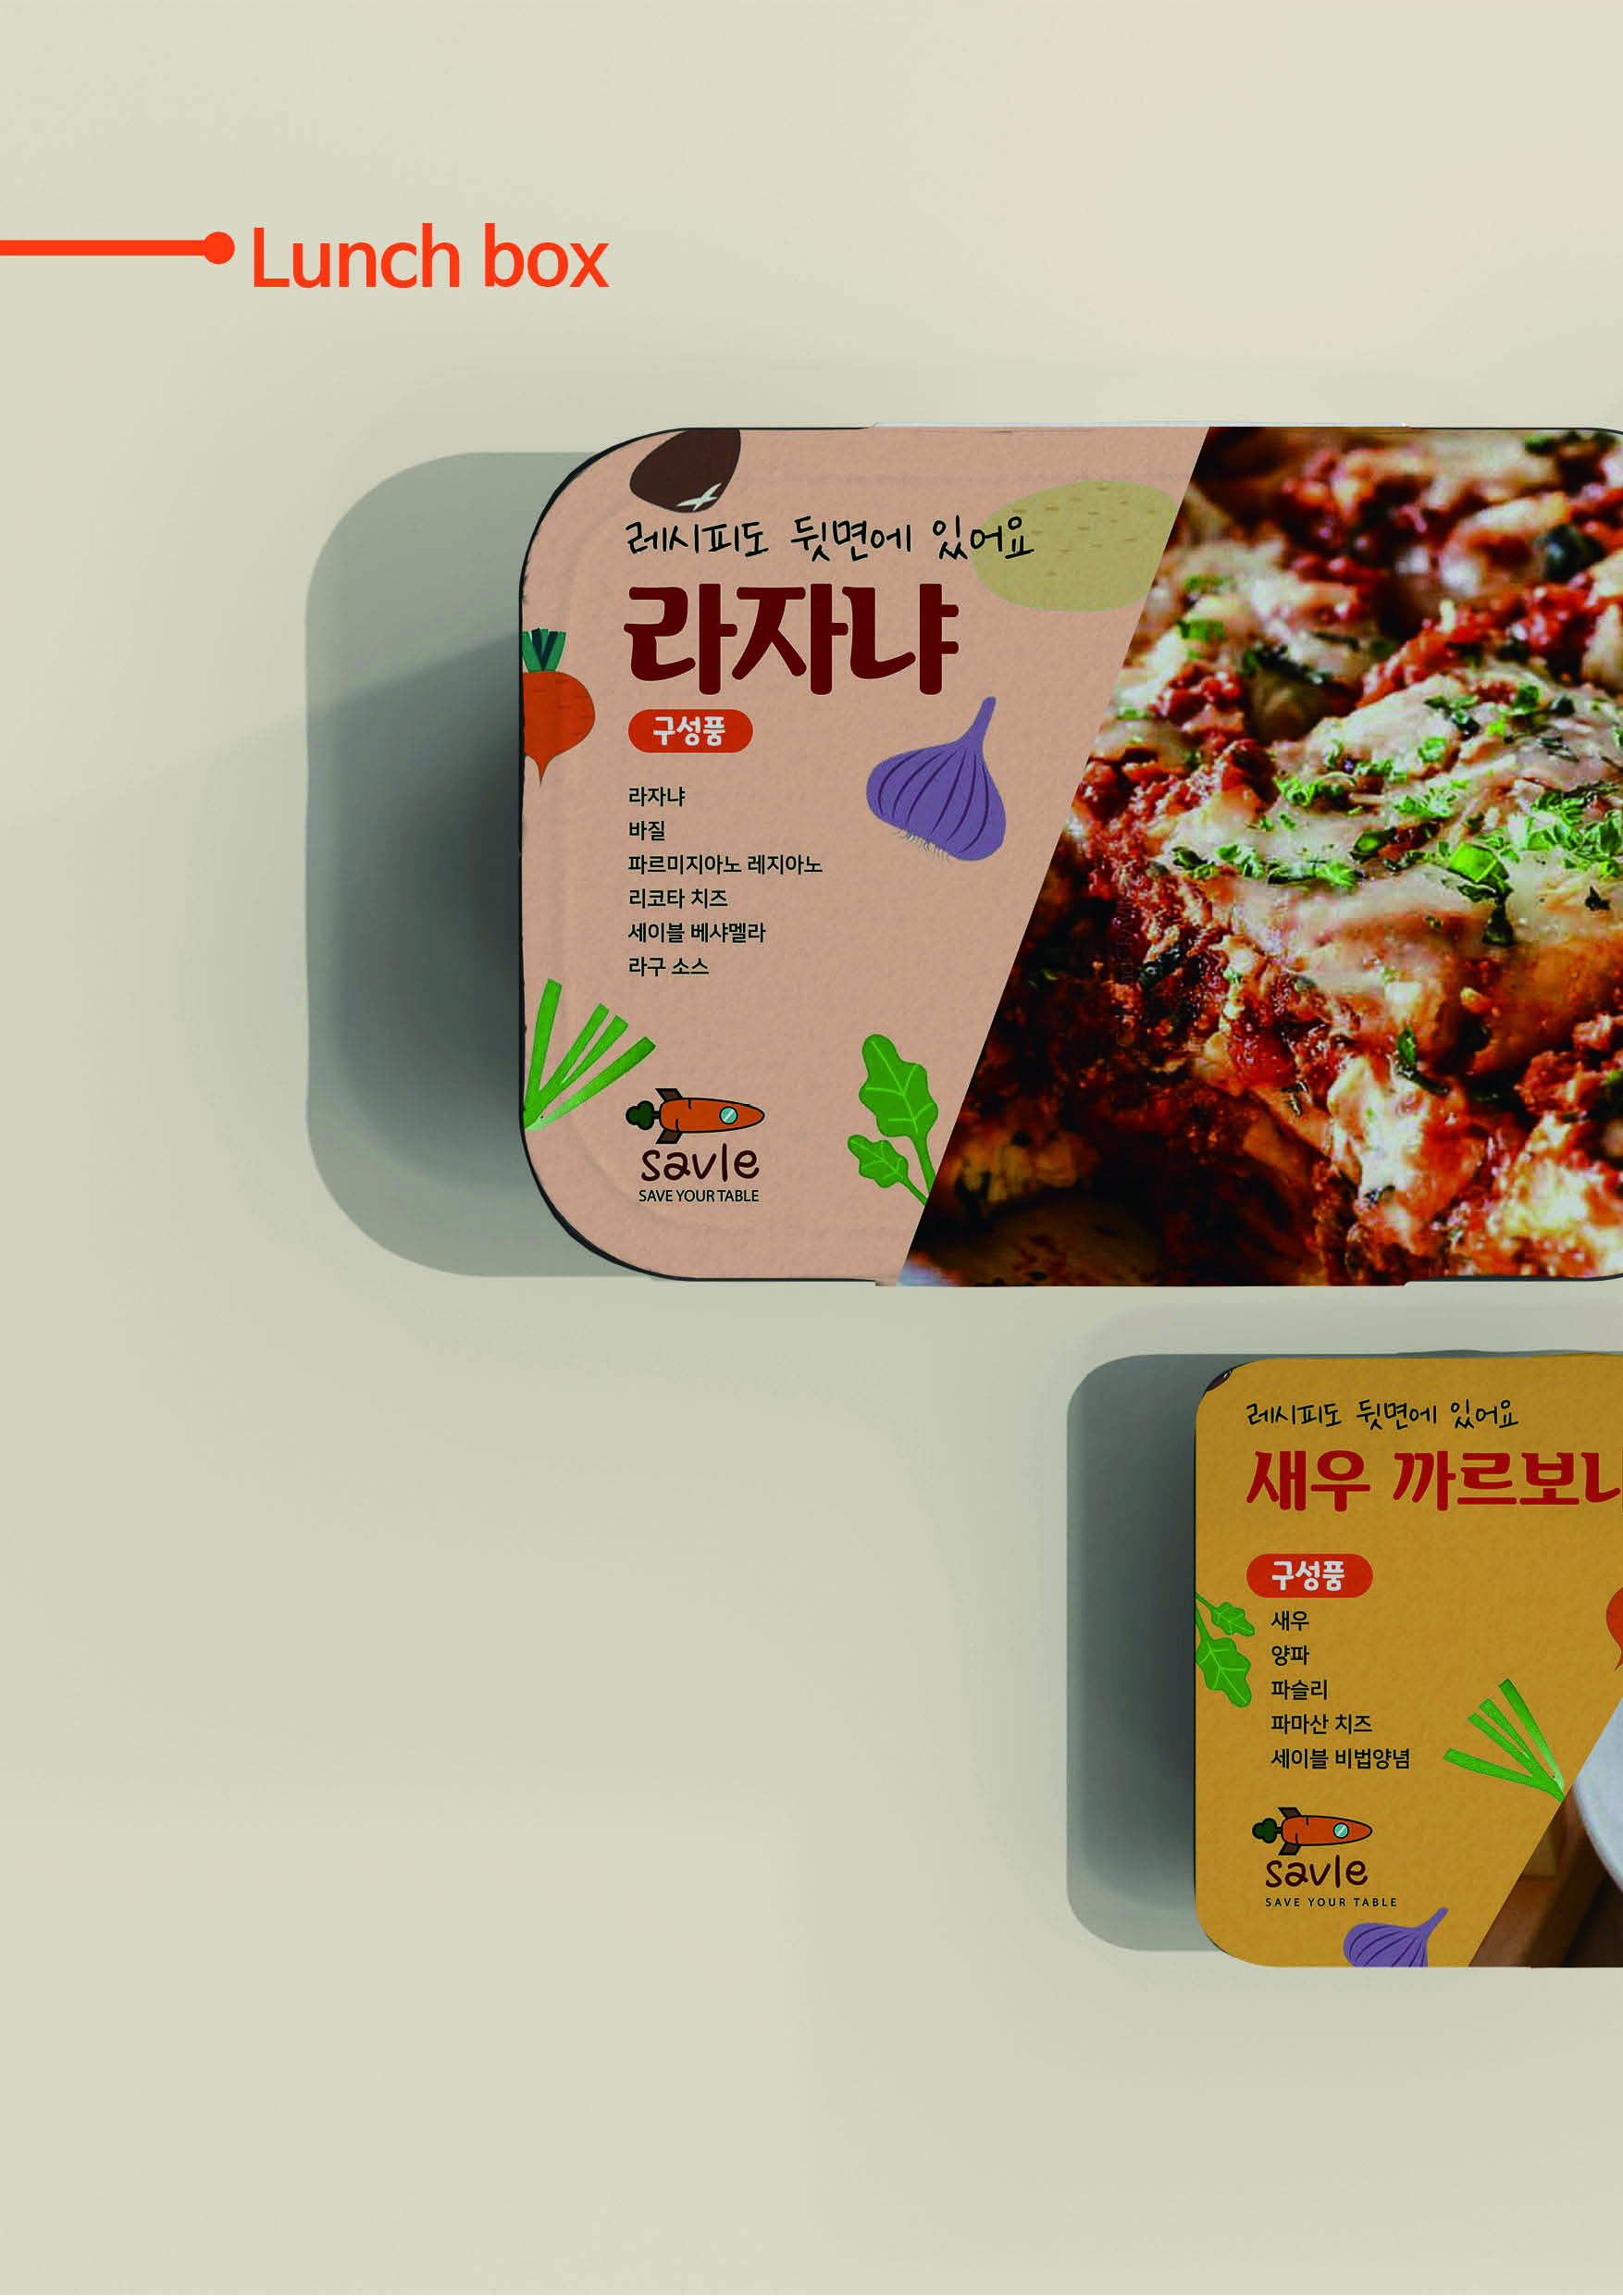 Lunch box
레시피도 뒷면에 있어요
라자냐
구성품
라자냐
바질
파르미지아노 레지아노
리코타 치즈
세이블 베샤멜라
라구 소스
savle
SAVE YOUR TABLE
레시피도 뒷면에 있어요
새우 까르보나
구성품
새우
양파
파슬리
파마산 치즈
세이블 비법양념
savle
SAVE YOUR TABLE